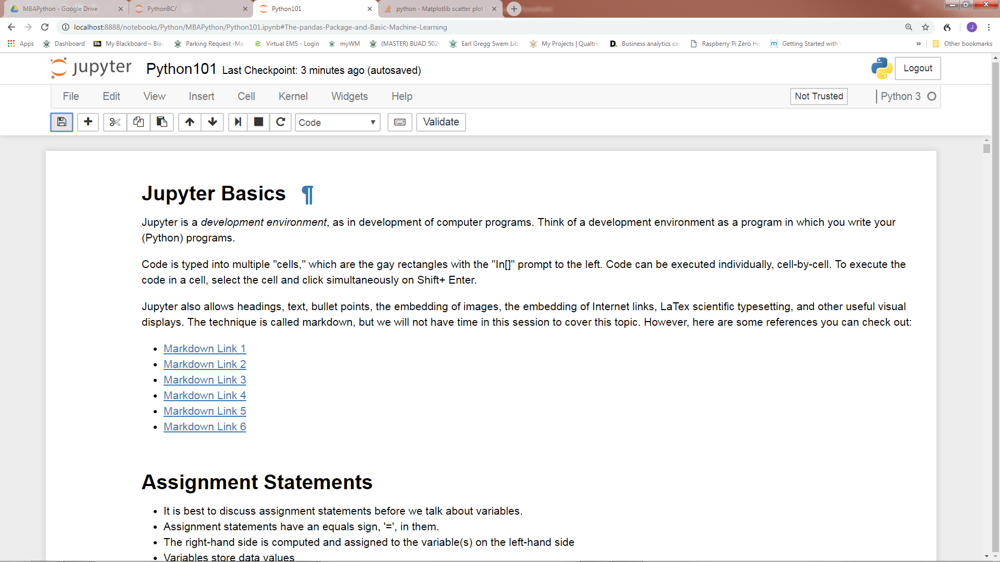 MBAPython - Google Drive
PythonBC/
Python101
python - Matplotlib scatter plot
localhost:8888/notebooks/Python/MBAPython/Python101.ipynb#The-pandas-Package-and-Basic-Machine-Learning
J
Apps
Dashboard
Bb My Blackboard – Blac
Parking Request -Ma
Virtual EMS - Login
myWM
(MASTER) BUAD 502
Earl Gregg Swem Libr
My Projects | Qualtric
D. Business analytics cas
Raspberry Pi Zero He
m Getting Started with
»
Other bookmarks
jupyter Python101 Last Checkpoint: 3 minutes ago (autosaved)
Logout
File Edit View Insert Cell Kernel Widgets Help
Not Trusted
Python 3
Code
Validate
Jupyter Basics ¶
Jupyter is a development environment, as in development of computer programs. Think of a development environment as a program in which you write your
(Python) programs.
Code is typed into multiple "cells," which are the gay rectangles with the "In[]" prompt to the left. Code can be executed individually, cell-by-cell. To execute the
code in a cell, select the cell and click simultaneously on Shift+ Enter.
Jupyter also allows headings, text, bullet points, the embedding of images, the embedding of Internet links, LaTex scientific typesetting, and other useful visual
displays. The technique is called markdown, but we will not have time in this session to cover this topic. However, here are some references you can check out:
• Markdown Link 1
• Markdown Link 2
• Markdown Link 3
• Markdown Link 4
• Markdown Link 5
• Markdown Link 6
Assignment Statements
• It is best to discuss assignment statements before we talk about variables.
• Assignment statements have an equals sign, '=', in them.
• The right-hand side is computed and assigned to the variable(s) on the left-hand side
• Variables store data values